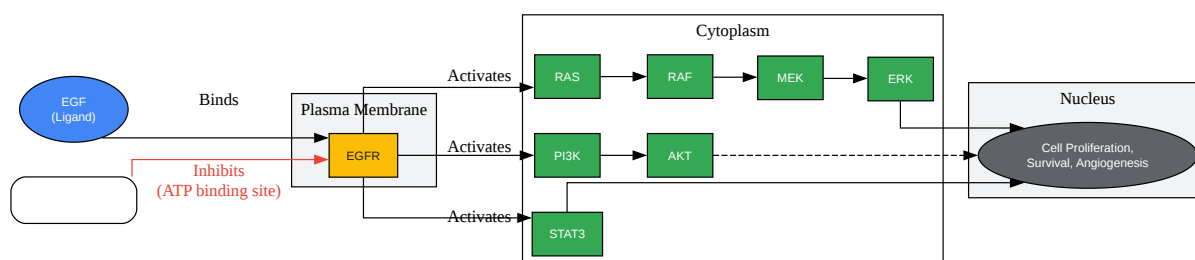 Cytoplasm
Activates
RAS
RAF
MEK
ERK
EGF
(Ligand)
Binds
Plasma Membrane
Nucleus
EGFR
Activates
PI3K
AKT
Cell Proliferation,
Survival, Angiogenesis
Inhibits
(ATP binding site)
Activates
STAT3